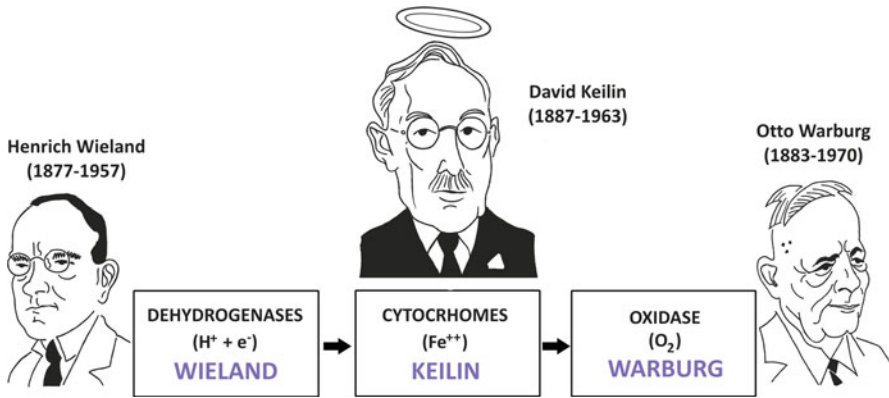 David Keilin
(1887-1963)
Henrich Wieland
(1877-1957)
Otto Warburg
(1883-1970)
DEHYDROGENASES
(H⁺ + e⁻)
WIELAND
CYTOCRHOMES
(Fe⁺⁺)
KEILIN
OXIDASE
(O₂)
WARBURG